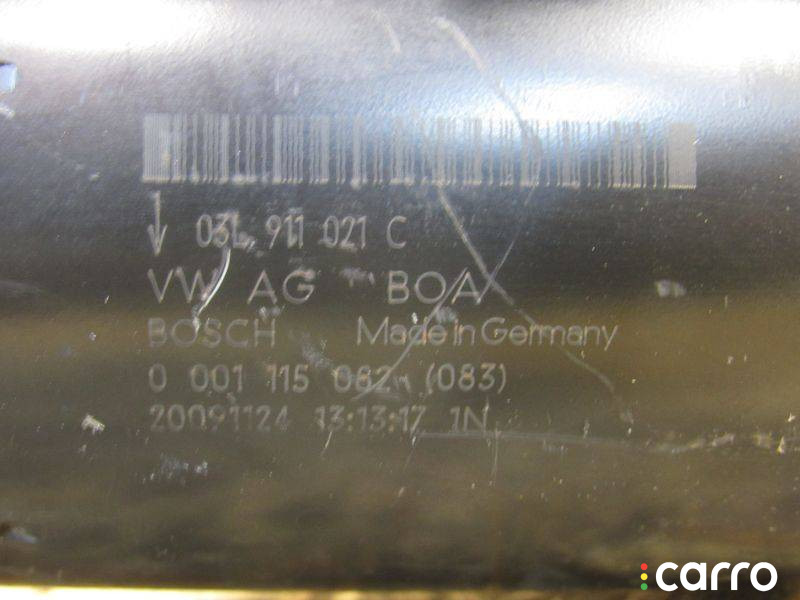 03L 911 021 C
VW AG BOA
BOSCH Made in Germany
0 001 115 082 (083)
20091124 13:13:17 1N
carro